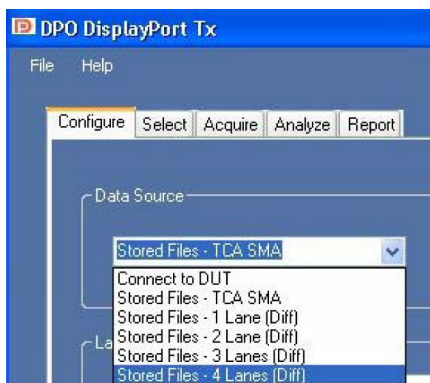 DPO DisplayPort Tx
File Help
Configure Select Acquire Analyze Report
Data Source
Stored Files - TCA SMA
Connect to DUT
Stored Files - TCA SMA
Stored Files - 1 Lane (Diff)
Stored Files - 2 Lane (Diff)
Stored Files - 3 Lanes (Diff)
Stored Files - 4 Lanes (Diff)